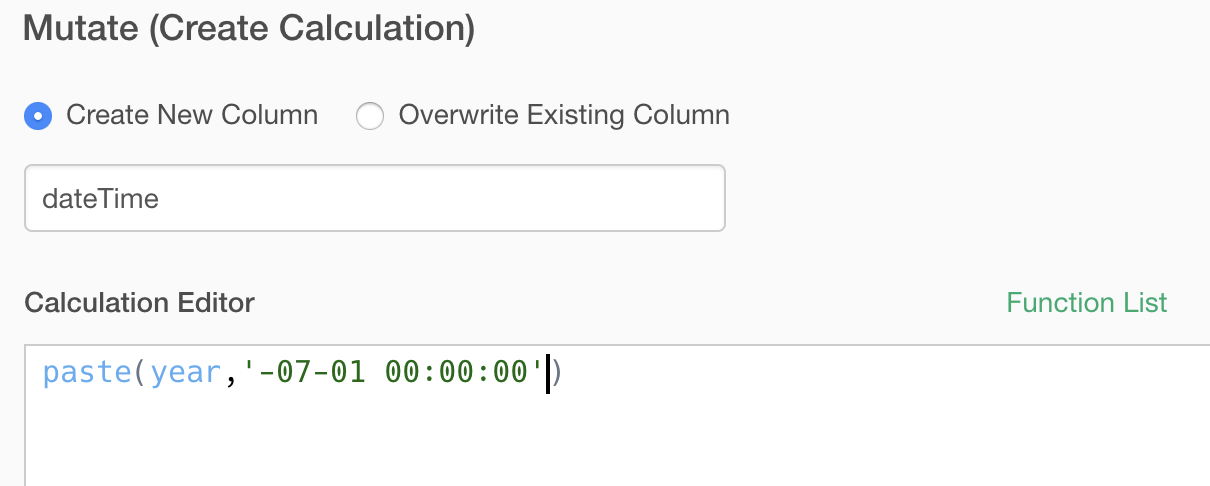 Mutate (Create Calculation)
Create New Column Overwrite Existing Column
dateTime
Calculation Editor Function List
paste(year,'-07-01 00:00:00')